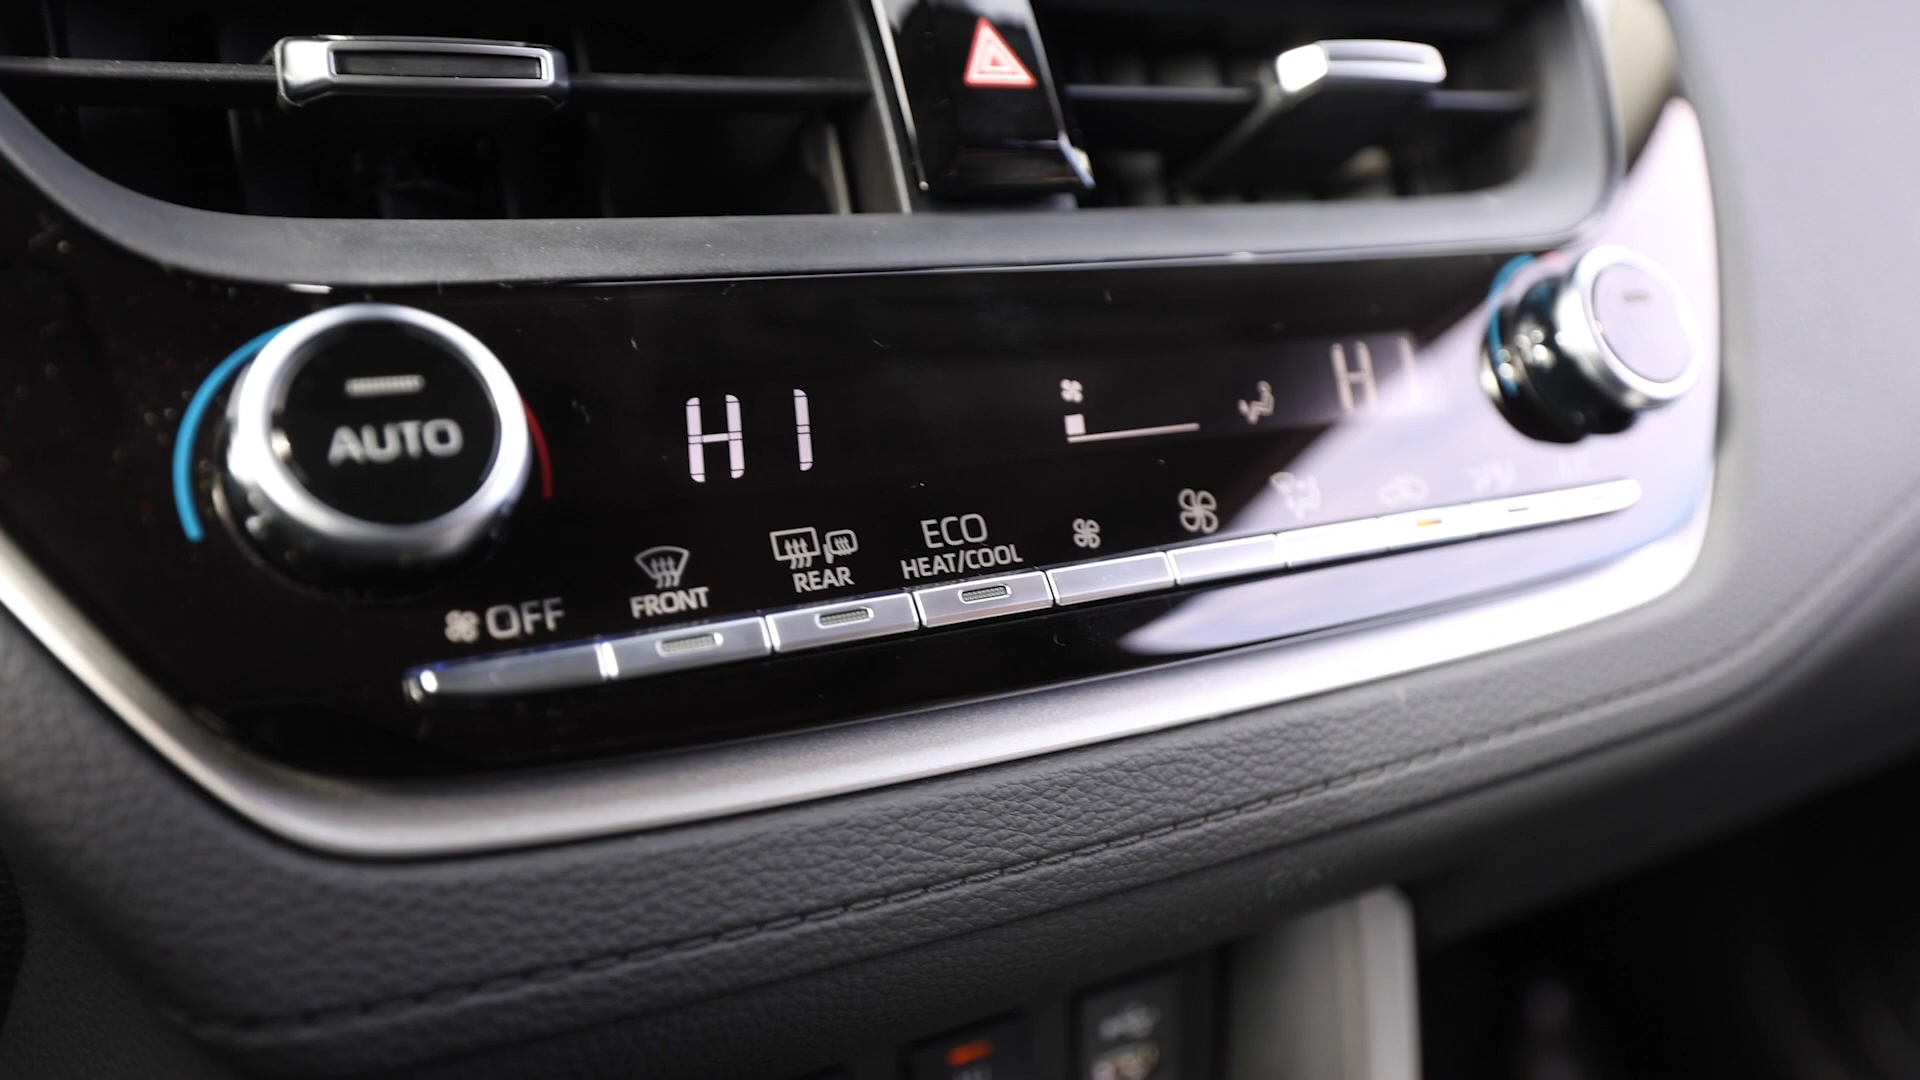 AUTO
HI
HI
OFF
FRONT
REAR
ECO
HEAT/COOL